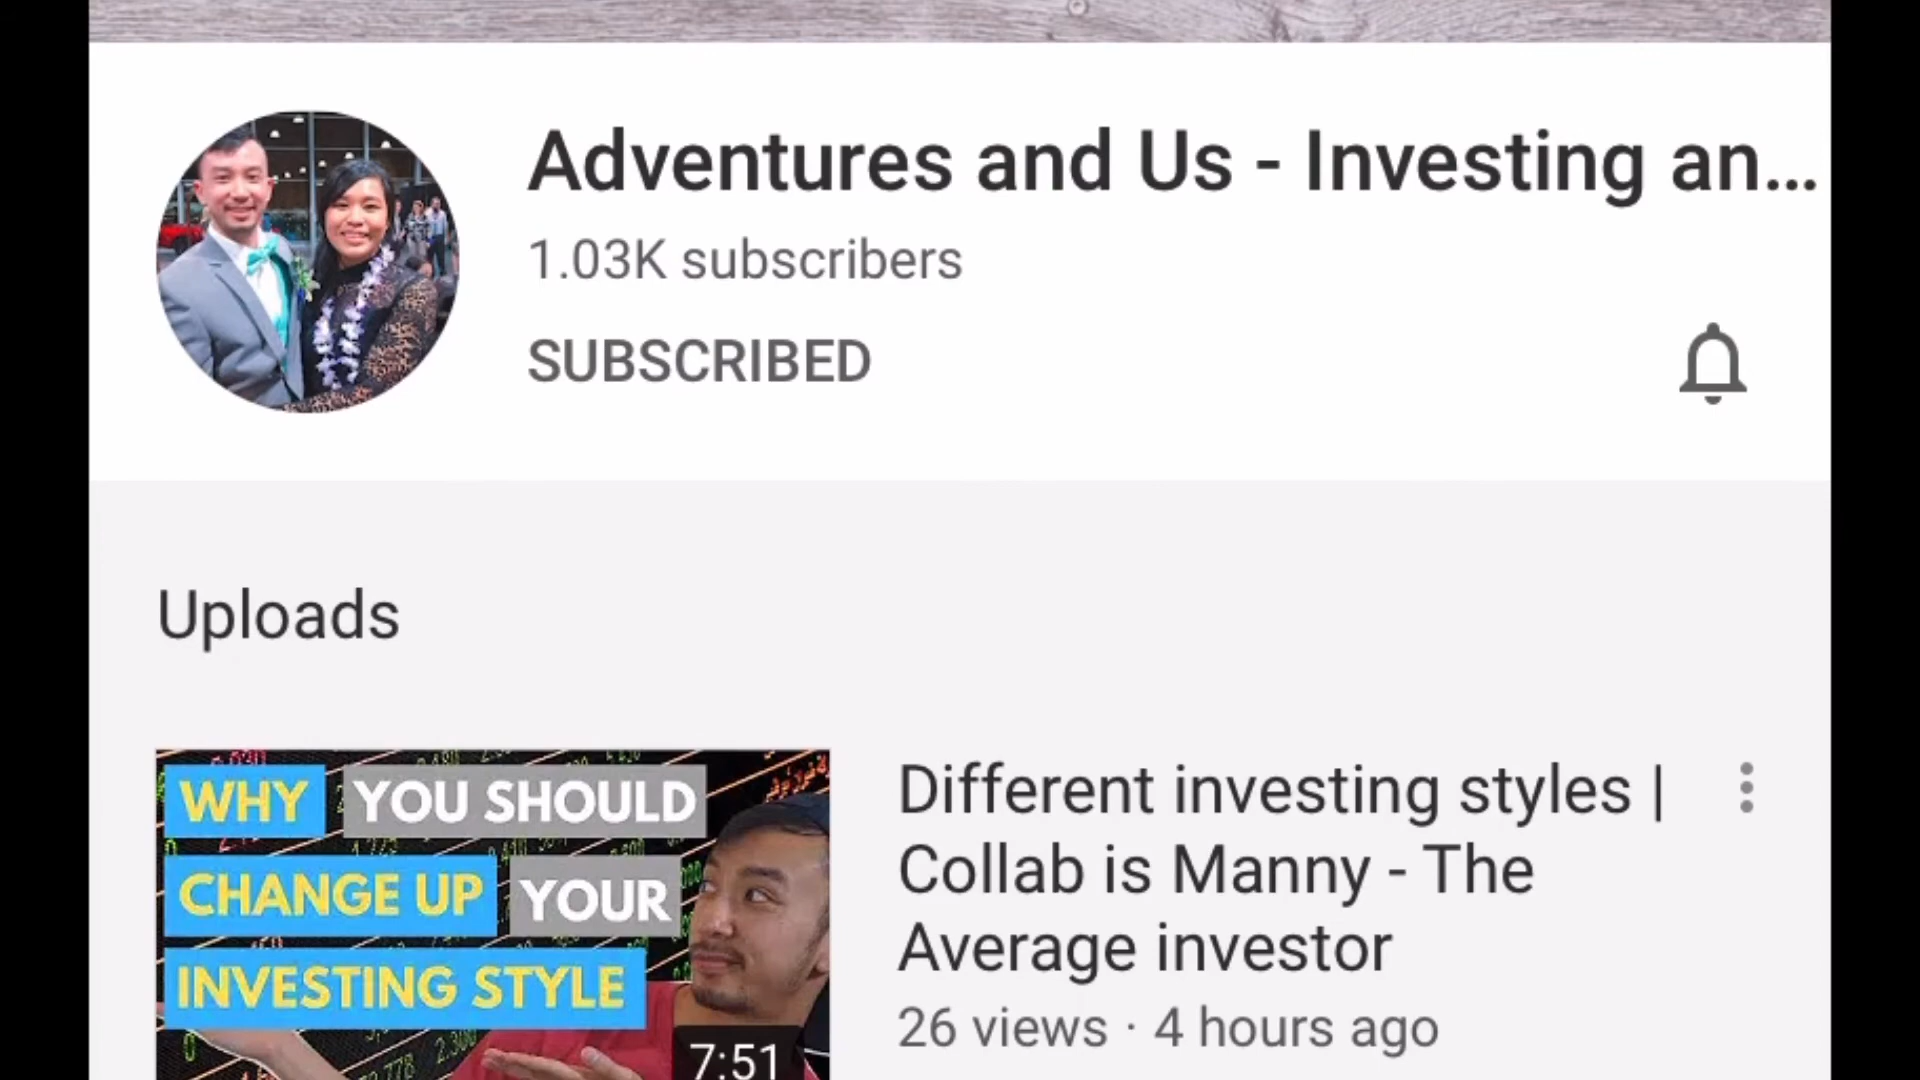 Adventures and Us - Investing an...
1.03K subscribers
SUBSCRIBED
Uploads
WHY YOU SHOULD
CHANGE UP YOUR
INVESTING STYLE
7:51
Different investing styles |
Collab is Manny - The
Average investor
26 views · 4 hours ago